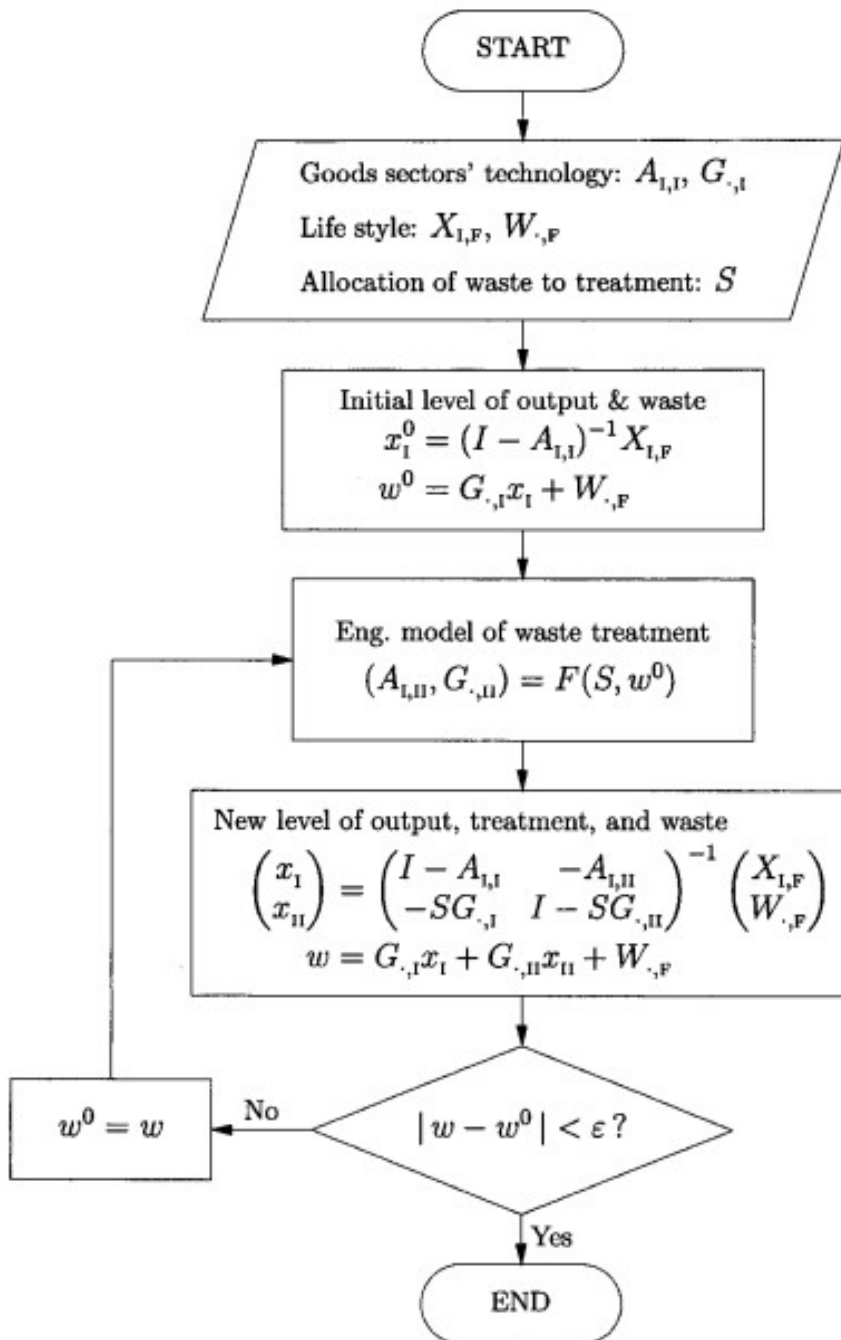 START
Goods sectors' technology: A_{I,I}, G_{·,I}
Life style: X_{I,F}, W_{·,F}
Allocation of waste to treatment: S
Initial level of output & waste
x_I^0 = (I − A_{I,I})^{−1} X_{I,F}
w^0 = G_{·,I} x_I + W_{·,F}
Eng. model of waste treatment
(A_{I,II}, G_{·,II}) = F(S, w^0)
New level of output, treatment, and waste
(x_I; x_II) = (I − A_{I,I}, −A_{I,II}; −SG_{·,I}, I − SG_{·,II})^{−1} (X_{I,F}; W_{·,F})
w = G_{·,I} x_I + G_{·,II} x_II + W_{·,F}
| w − w^0 | < ε ?
No
w^0 = w
Yes
END